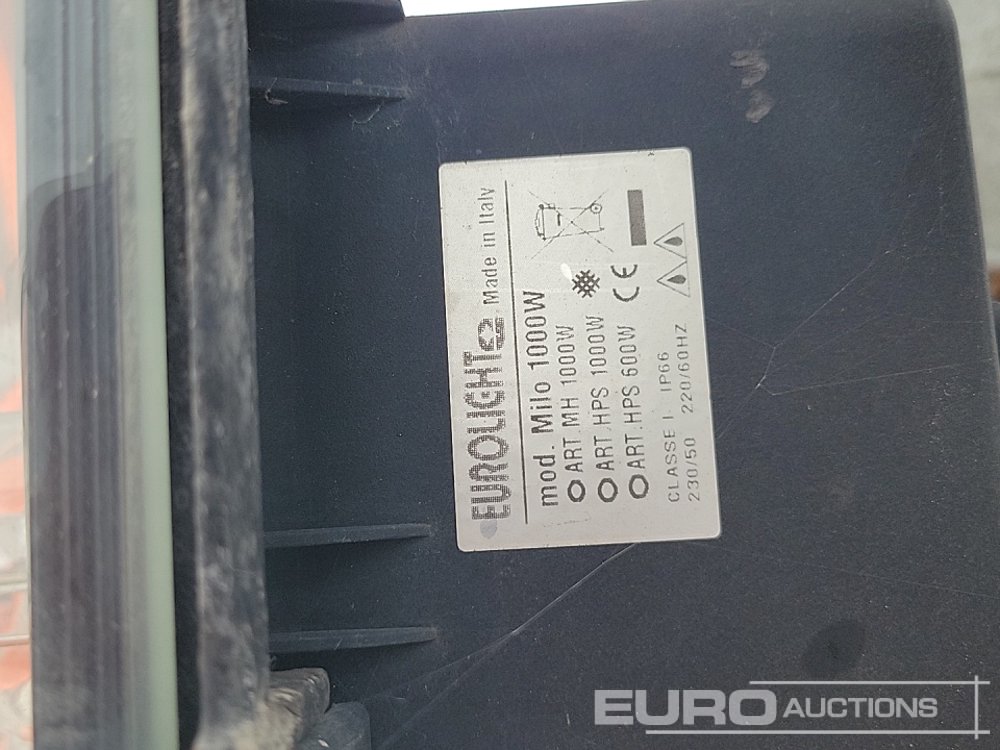 EUROLIGHT Made in Italy
mod. Milo 1000W
ART.MH 1000W
ART.HPS 1000W
ART.HPS 600W
CE
CLASSE I IP66
230/50 220/60HZ
EURO AUCTIONS